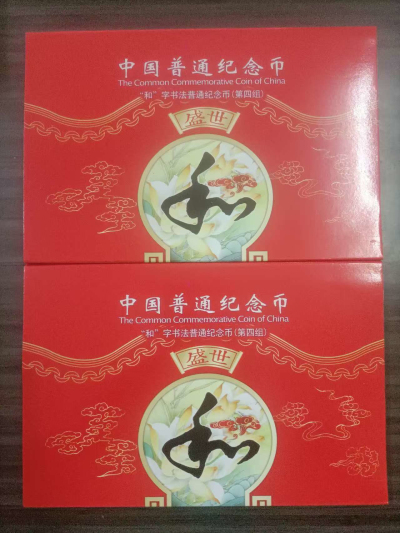 中国普通纪念币
The Common Commemorative Coin of China
“和”字书法普通纪念币(第四组)
盛世
和
中国普通纪念币
The Common Commemorative Coin of China
“和”字书法普通纪念币(第四组)
盛世
和